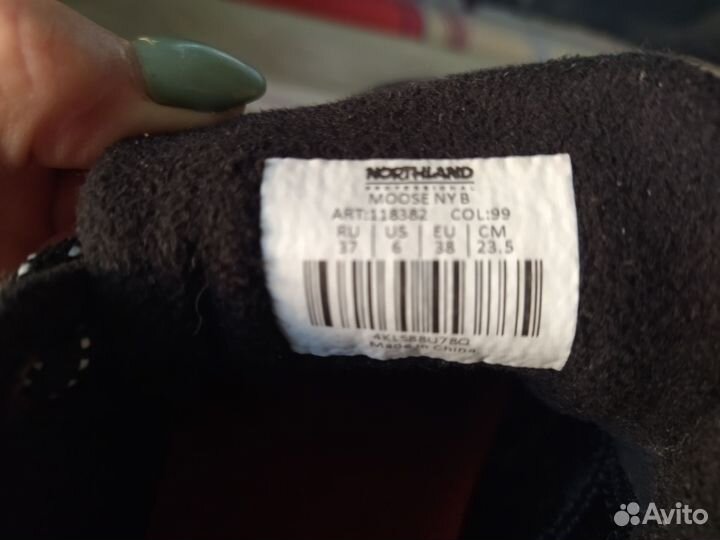 NORTHLAND
PROFESSIONAL
MOOSE NY B
ART:118382 COL:99
RU US EU CM
37 6 38 23.5
4KLS8BU78Q
Made in China
Avito